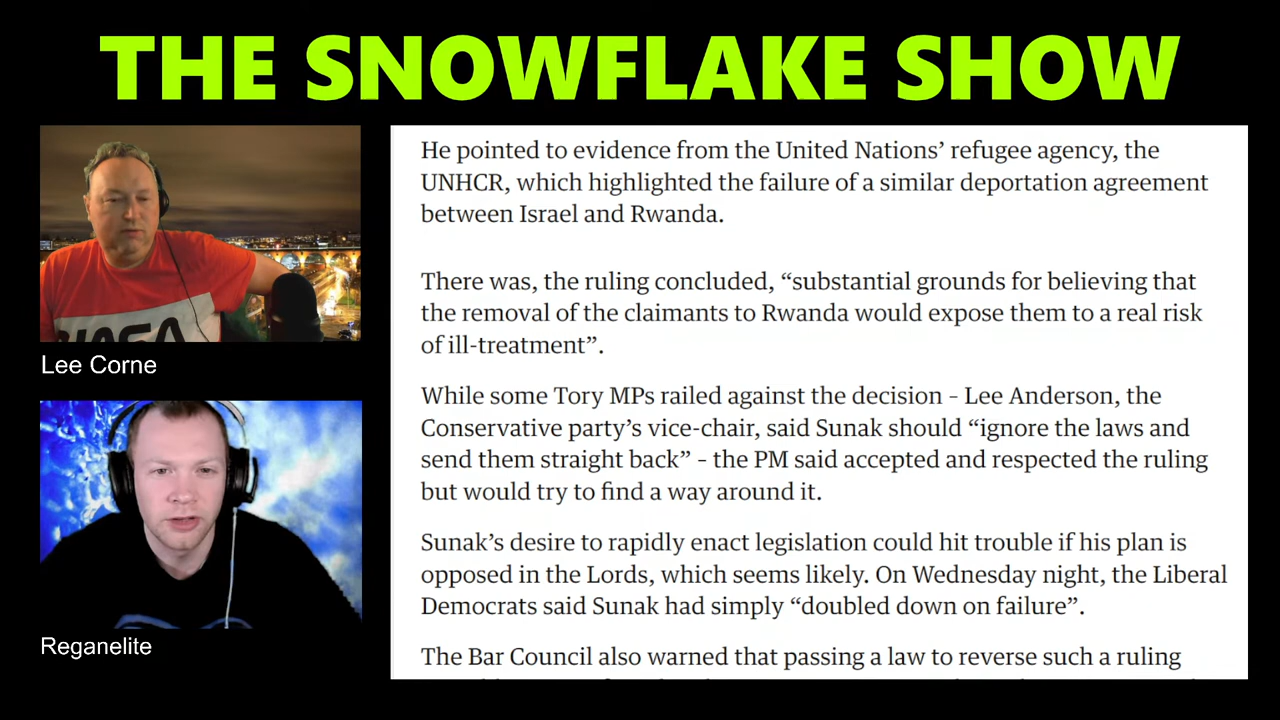 THE SNOWFLAKE SHOW
NASA
Lee Corne
Reganelite
He pointed to evidence from the United Nations’ refugee agency, the
UNHCR, which highlighted the failure of a similar deportation agreement
between Israel and Rwanda.
There was, the ruling concluded, “substantial grounds for believing that
the removal of the claimants to Rwanda would expose them to a real risk
of ill-treatment”.
While some Tory MPs railed against the decision – Lee Anderson, the
Conservative party’s vice-chair, said Sunak should “ignore the laws and
send them straight back” – the PM said accepted and respected the ruling
but would try to find a way around it.
Sunak’s desire to rapidly enact legislation could hit trouble if his plan is
opposed in the Lords, which seems likely. On Wednesday night, the Liberal
Democrats said Sunak had simply “doubled down on failure”.
The Bar Council also warned that passing a law to reverse such a ruling